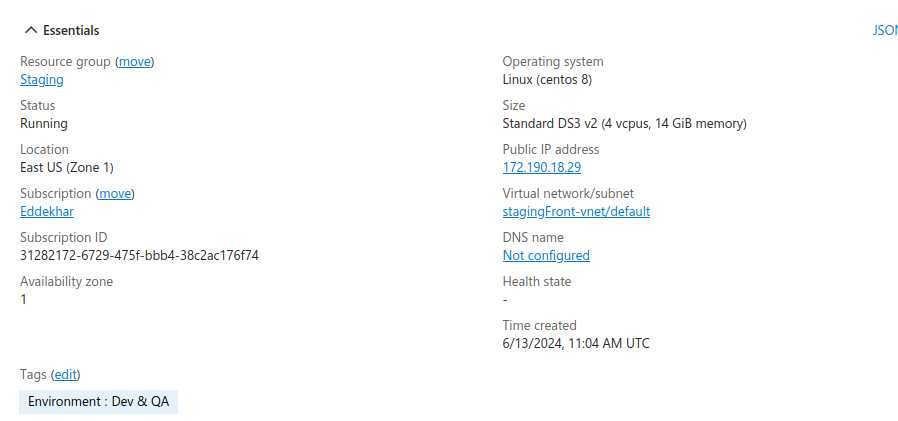 Essentials
JSON
Resource group (move)
Staging
Status
Running
Location
East US (Zone 1)
Subscription (move)
Eddekhar
Subscription ID
31282172-6729-475f-bbb4-38c2ac176f74
Availability zone
1
Operating system
Linux (centos 8)
Size
Standard DS3 v2 (4 vcpus, 14 GiB memory)
Public IP address
172.190.18.29
Virtual network/subnet
stagingFront-vnet/default
DNS name
Not configured
Health state
-
Time created
6/13/2024, 11:04 AM UTC
Tags (edit)
Environment : Dev & QA